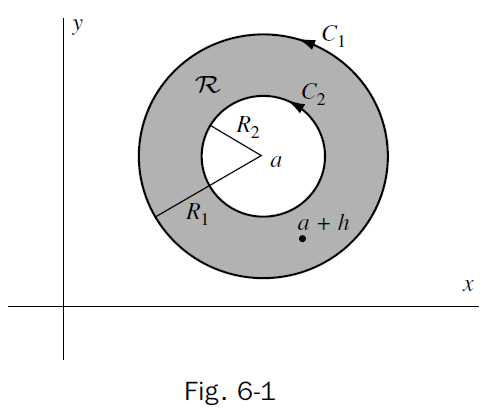 y
C₁
ℛ
C₂
R₂
a
R₁
a + h
x
Fig. 6-1